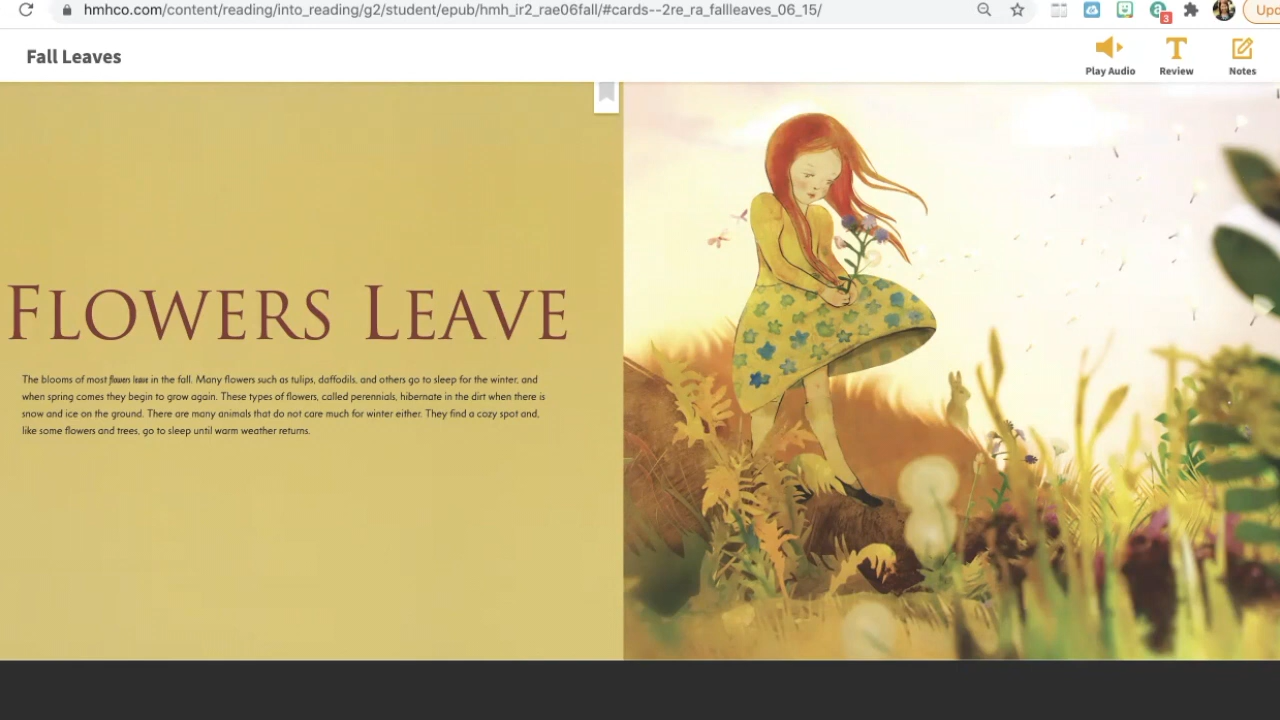 hmhco.com/content/reading/into_reading/g2/student/epub/hmh_ir2_rae06fall/#cards--2re_ra_fallleaves_06_15/
3
Upd
Fall Leaves
Play Audio
Review
Notes
FLOWERS LEAVE
The blooms of most flowers leave in the fall. Many flowers such as tulips, daffodils, and others go to sleep for the winter, and
when spring comes they begin to grow again. These types of flowers, called perennials, hibernate in the dirt when there is
snow and ice on the ground. There are many animals that do not care much for winter either. They find a cozy spot and,
like some flowers and trees, go to sleep until warm weather returns.